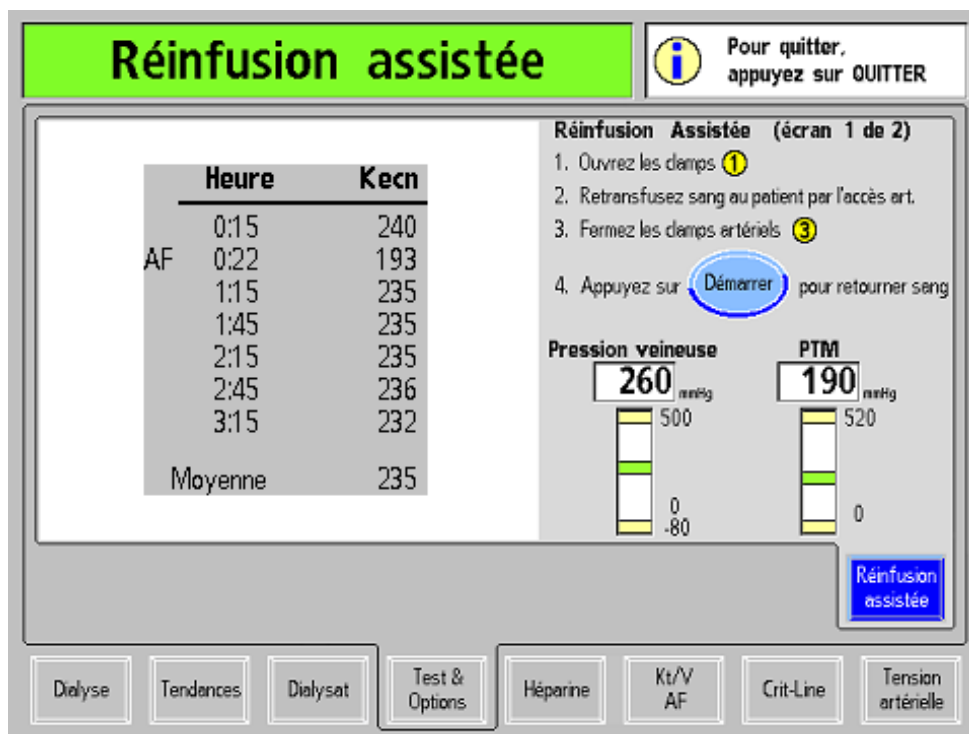 Réinfusion assistée
Pour quitter,
appuyez sur QUITTER
Heure Kecn
0:15 240
AF 0:22 193
1:15 235
1:45 235
2:15 235
2:45 236
3:15 232
Moyenne 235
Réinfusion Assistée (écran 1 de 2)
1. Ouvrez les clamps 1
2. Retransfusez sang au patient par l'accès art.
3. Fermez les clamps artériels 3
4. Appuyez sur Démarrer pour retourner sang
Pression veineuse
260 mmHg
500
0
-80
PTM
190 mmHg
520
0
Réinfusion
assistée
Dialyse
Tendances
Dialysat
Test &
Options
Héparine
Kt/V
AF
Crit-Line
Tension
artérielle